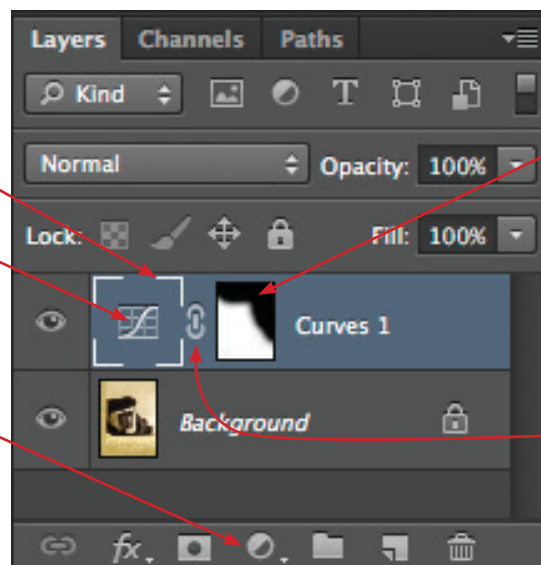 Layers Channels Paths
Kind
Normal Opacity: 100%
Lock: Fill: 100%
Curves 1
Background
fx